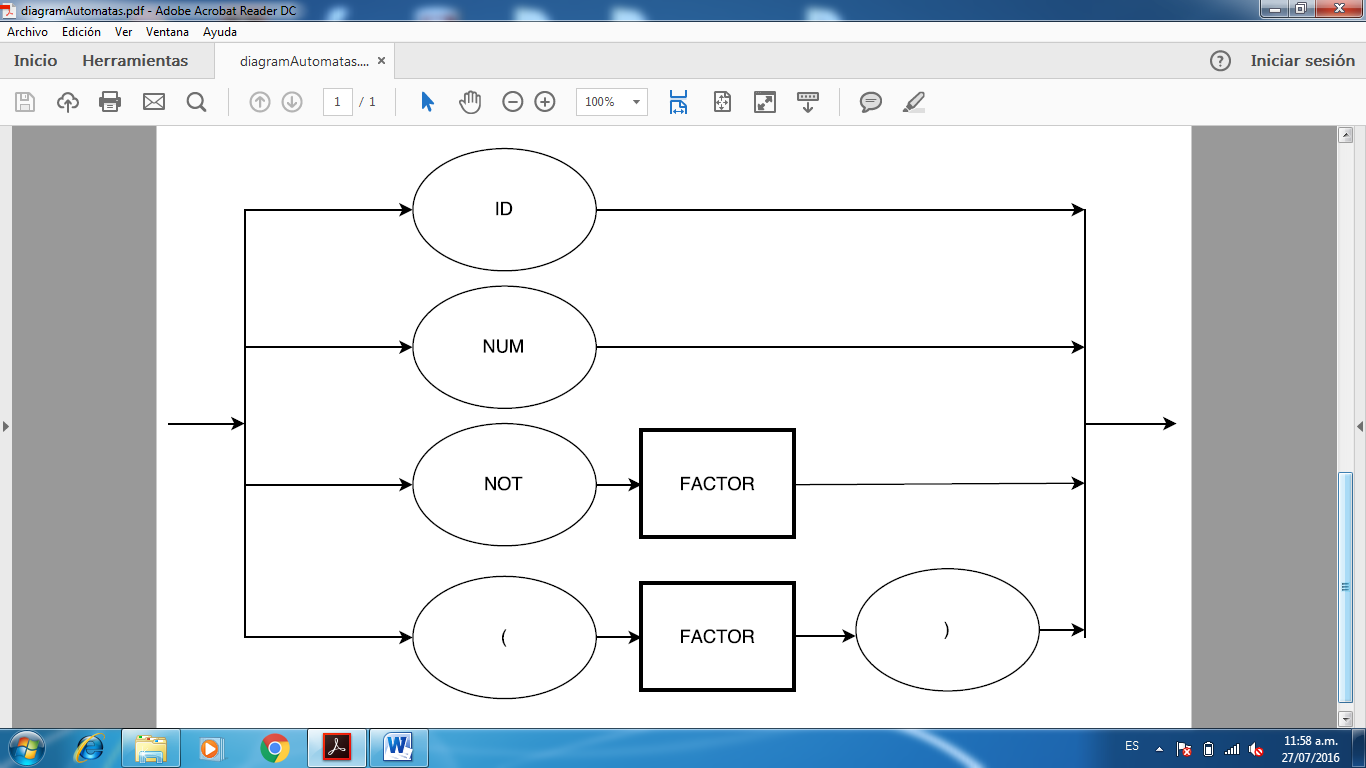 diagramAutomatas.pdf - Adobe Acrobat Reader DC
Archivo Edición Ver Ventana Ayuda
Inicio Herramientas diagramAutomatas.... × ? Iniciar sesión
1 / 1 100%
ID
NUM
NOT FACTOR
( FACTOR )
ES 11:58 a.m.
27/07/2016